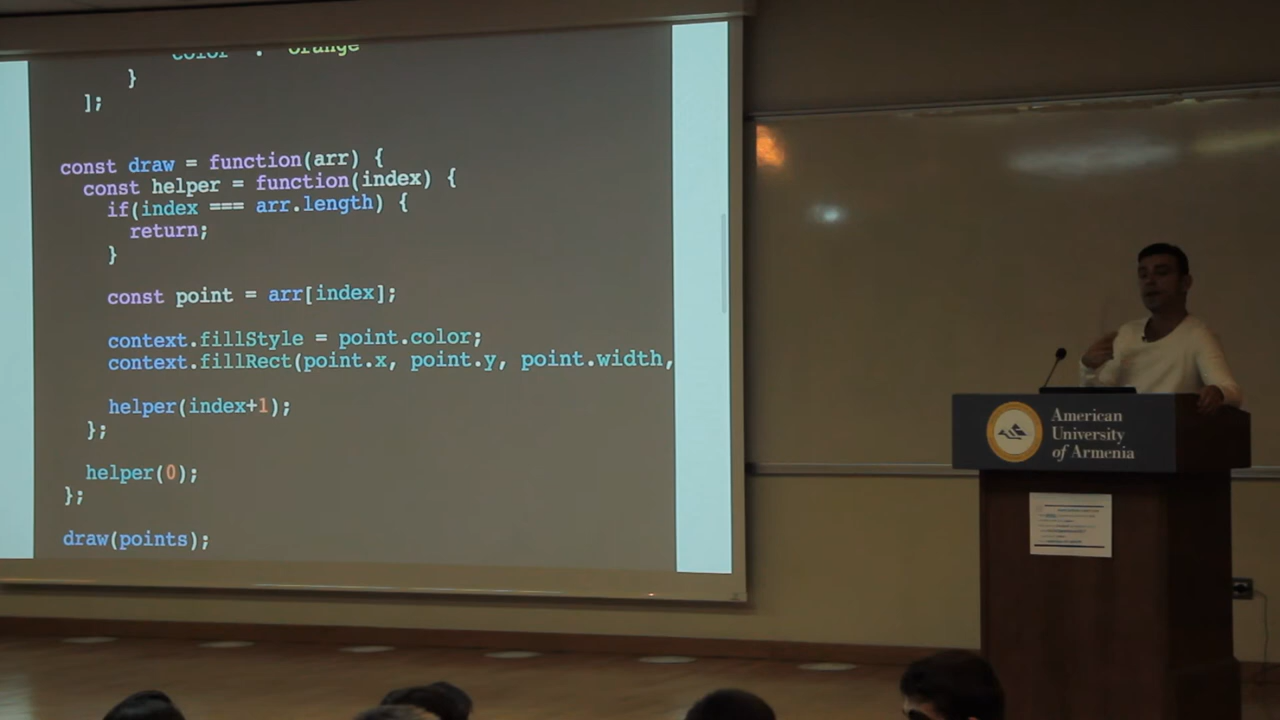 color : "orange
}
];
const draw = function(arr) {
const helper = function(index) {
if(index === arr.length) {
return;
}
const point = arr[index];
context.fillStyle = point.color;
context.fillRect(point.x, point.y, point.width,
helper(index+1);
};
helper(0);
};
draw(points);
American
University
of Armenia